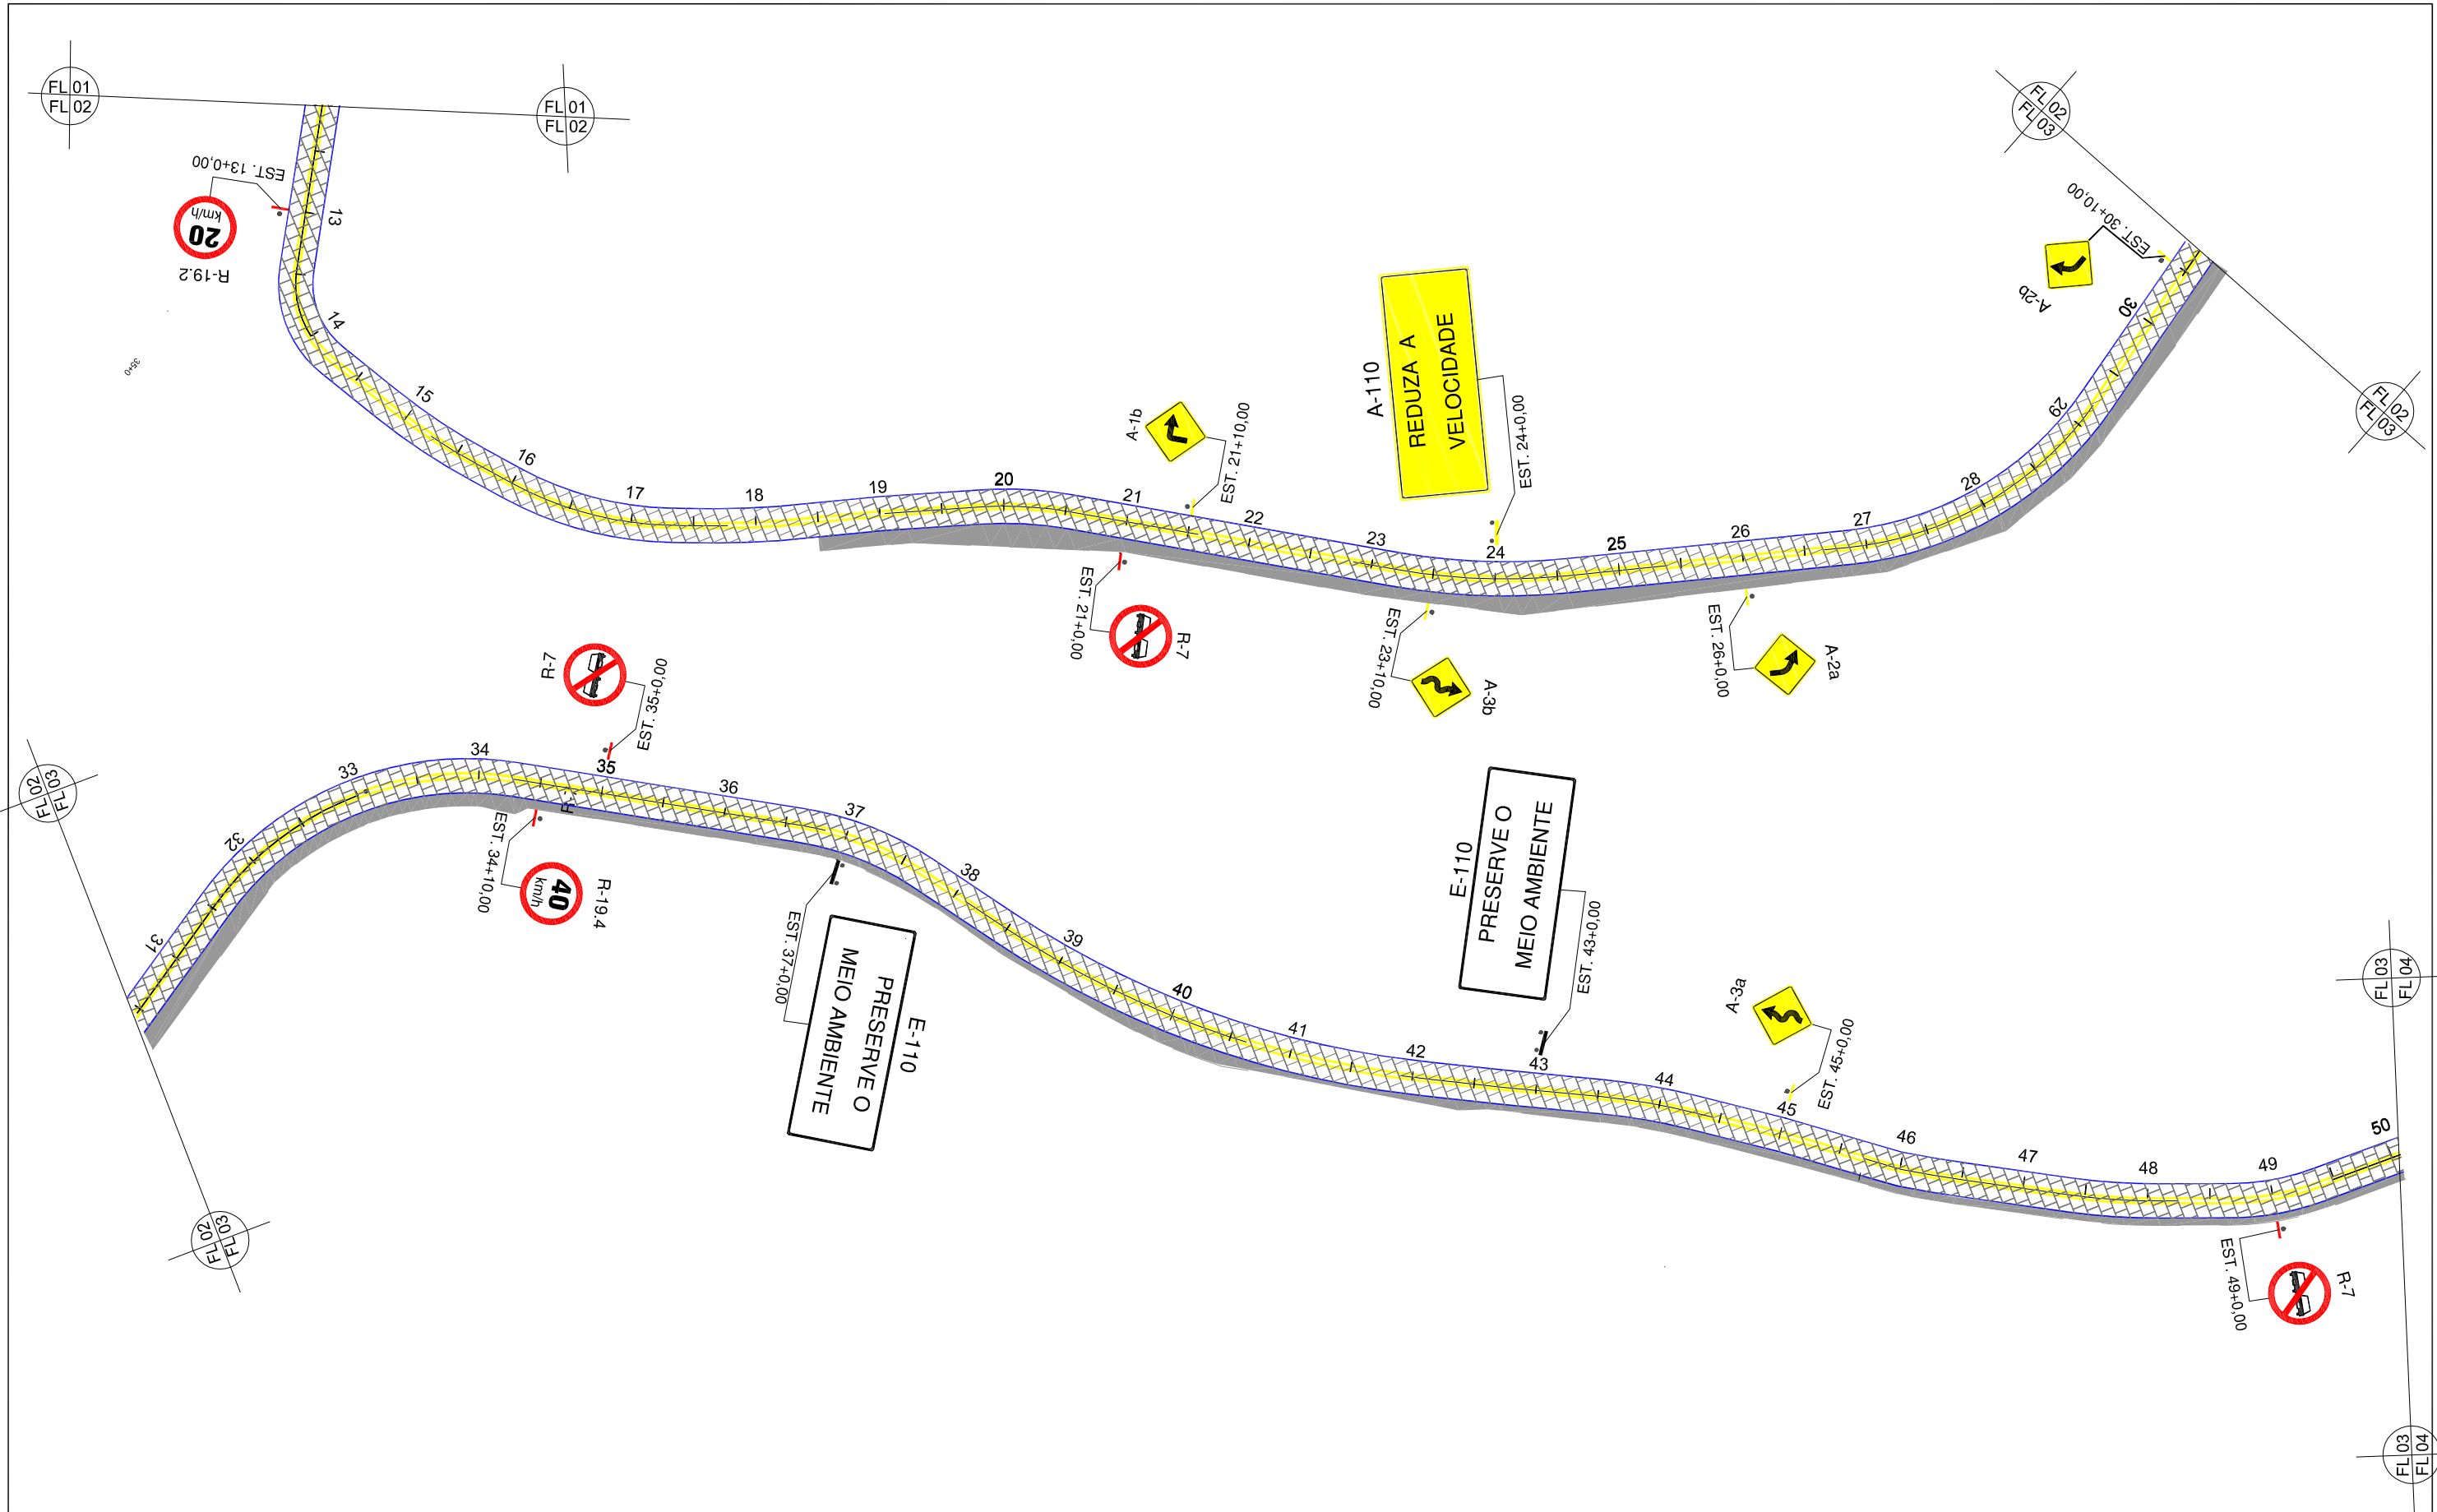 FL 01
FL 02
FL 01
FL 02
FL 02
FL 03
FL 02
FL 03
EST. 13+0,00
20
km/h
R-19.2
35+0
13
14
15
16
17
18
19
20
21
22
23
24
25
26
27
28
29
30
A-1b
EST. 21+10,00
A-110
REDUZA A
VELOCIDADE
EST. 24+0,00
EST. 30+10,00
A-2b
EST. 21+0,00
R-7
EST. 23+10,00
A-3b
EST. 26+0,00
A-2a
FL 02
FL 03
FL 02
FL 03
R-7
EST. 35+0,00
31
32
33
34
35
36
37
38
39
40
41
42
43
44
45
46
47
48
49
50
EST. 34+10,00
40
km/h
R-19.4
EST. 37+0,00
E-110
PRESERVE O
MEIO AMBIENTE
E-110
PRESERVE O
MEIO AMBIENTE
EST. 43+0,00
A-3a
EST. 45+0,00
EST. 49+0,00
R-7
FL 03
FL 04
FL 03
FL 04